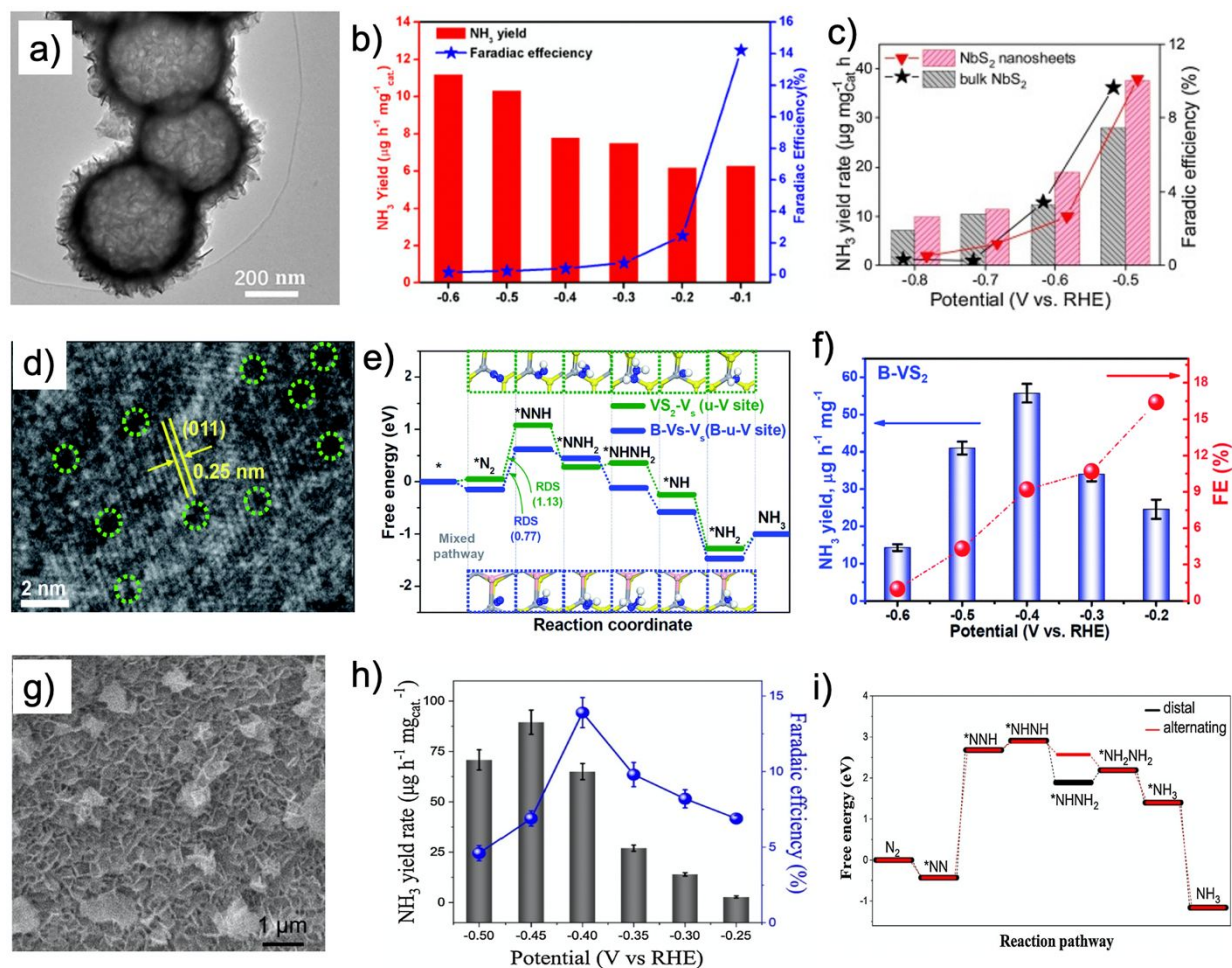 a)
200 nm
b)
NH₃ yield
Faradiac effeciency
NH₃ Yield (μg h⁻¹ mg⁻¹cat.)
14
12
10
8
6
4
2
0
-0.6 -0.5 -0.4 -0.3 -0.2 -0.1
16
14
12
10
8
6
4
2
0
Faradiac Efficiency(%)
c)
NbS₂ nanosheets
bulk NbS₂
NH₃ yield rate (μg mg⁻¹Cat h)
40
30
20
10
0
-0.8 -0.7 -0.6 -0.5
Potential (V vs. RHE)
12
8
4
0
Faradic efficiency (%)
d)
(011)
0.25 nm
2 nm
e)
Free energy (eV)
2
1
0
-1
-2
VS₂-Vₛ (u-V site)
B-Vs-Vₛ(B-u-V site)
*
*N₂
*NNH
*NNH₂
*NHNH₂
*NH
*NH₂
NH₃
RDS
(1.13)
RDS
(0.77)
Mixed
pathway
Reaction coordinate
f)
B-VS₂
NH₃ yield, μg h⁻¹ mg⁻¹
60
50
40
30
20
10
0
-0.6 -0.5 -0.4 -0.3 -0.2
Potential (V vs. RHE)
18
15
12
9
6
3
0
FE (%)
g)
1 μm
h)
NH₃ yield rate (μg h⁻¹ mgcat.⁻¹)
100
75
50
25
0
-0.50 -0.45 -0.40 -0.35 -0.30 -0.25
Potential (V vs RHE)
15
10
5
0
Faradaic effciency (%)
i)
distal
alternating
Free energy (eV)
4
3
2
1
0
-1
N₂
*NN
*NNH
*NHNH
*NHNH₂
*NH₂NH₂
*NH₃
NH₃
Reaction pathway